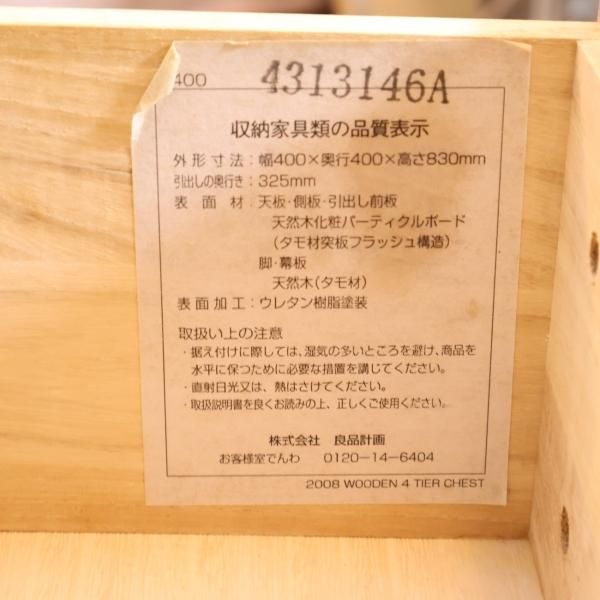 400 4313146A
収納家具類の品質表示
外形寸法：幅400×奥行400×高さ830mm
引出しの奥行き：325mm
表面材：天板・側板・引出し前板
天然木化粧パーティクルボード
（タモ材突板フラッシュ構造）
脚・幕板
天然木（タモ材）
表面加工：ウレタン樹脂塗装
取扱い上の注意
・据え付けに際しては、湿気の多いところを避け、商品を
水平に保つために必要な措置を講じてください。
・直射日光又は、熱はさけてください。
・取扱説明書を良くお読みの上、正しくご使用ください。
株式会社 良品計画
お客様室でんわ 0120-14-6404
2008 WOODEN 4 TIER CHEST